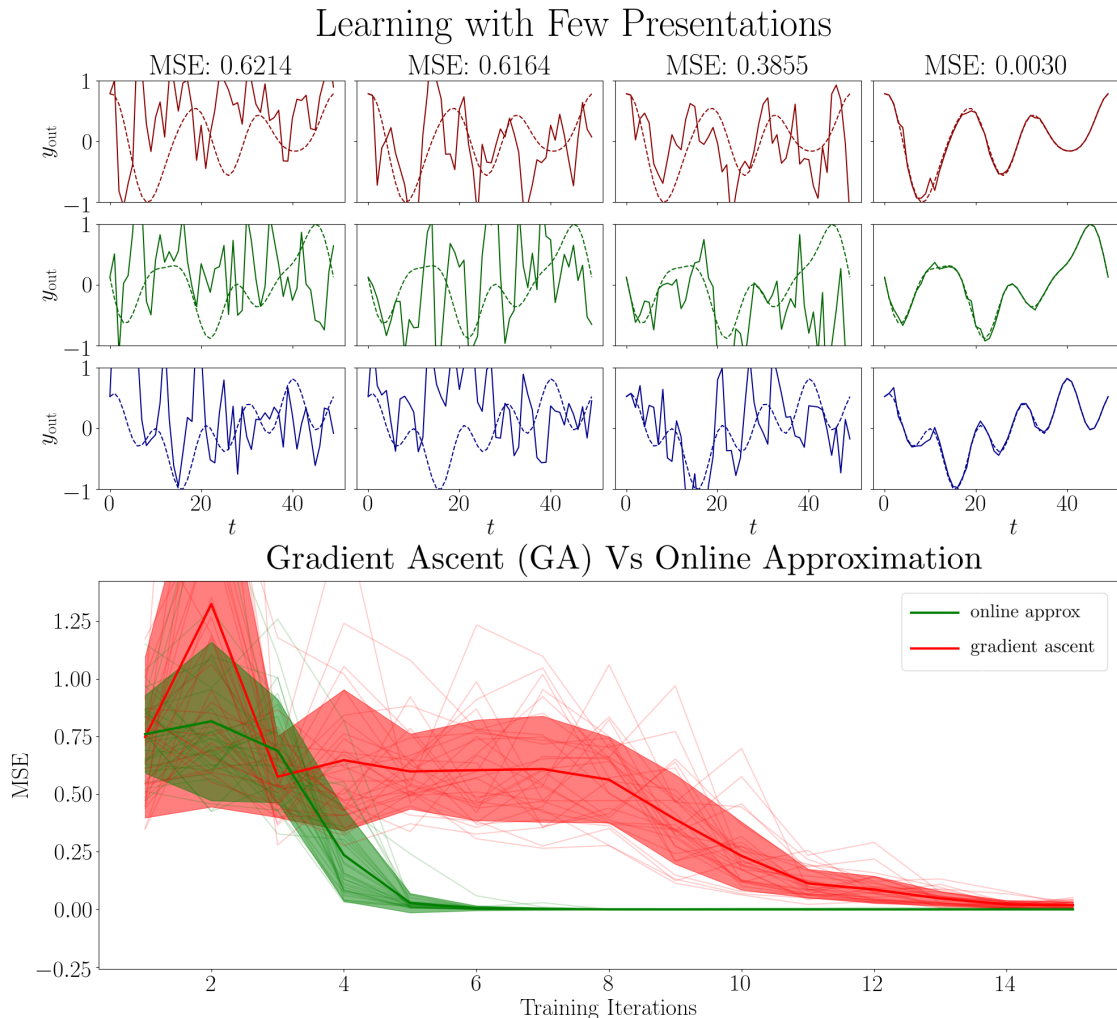 Learning with Few Presentations
MSE: 0.6214 MSE: 0.6164 MSE: 0.3855 MSE: 0.0030
1
0
−1
y_out
1
0
−1
y_out
1
0
−1
y_out
0 20 40 0 20 40 0 20 40 0 20 40
t t t t
Gradient Ascent (GA) Vs Online Approximation
online approx
gradient ascent
1.25
1.00
0.75
0.50
0.25
0.00
−0.25
MSE
2 4 6 8 10 12 14
Training Iterations